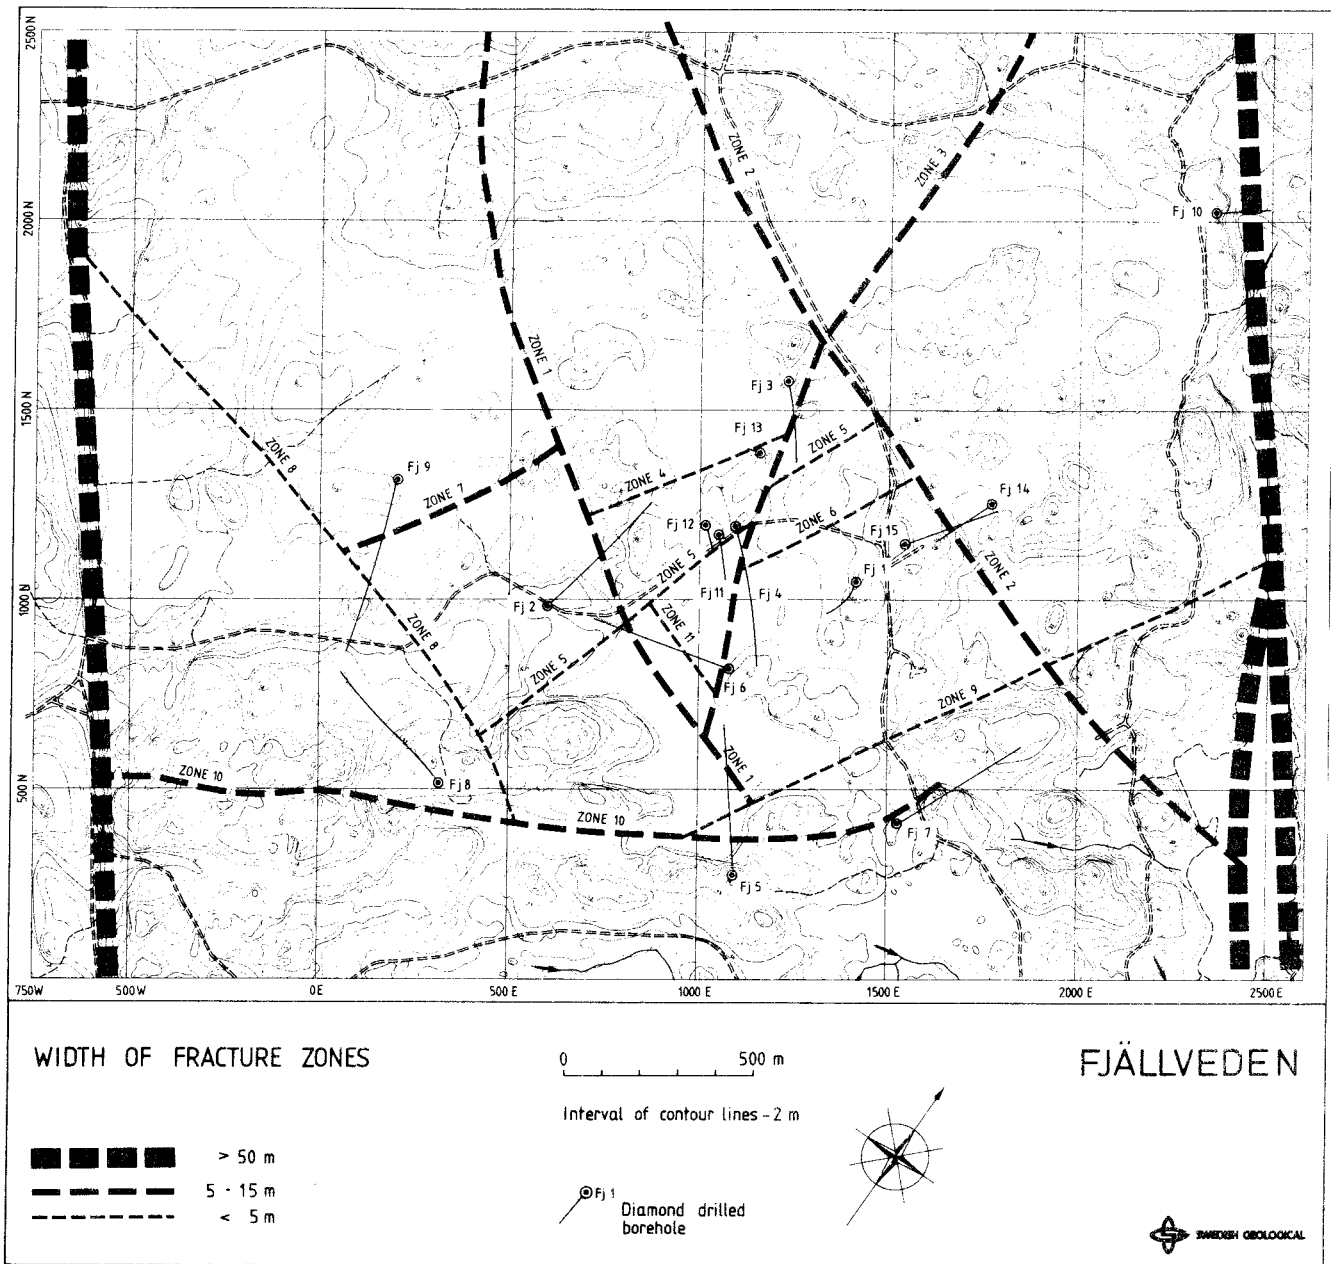 2500 N
2000 N
1500 N
1000 N
500 N
750W
500W
0E
500 E
1000 E
1500 E
2000 E
2500 E
ZONE 2
ZONE 3
Fj 10
ZONE 1
Fj 3
Fj 13
ZONE 5
ZONE 8
Fj 9
ZONE 7
ZONE 4
Fj 14
Fj 12
ZONE 6
Fj 15
ZONE 5
Fj 1
ZONE 2
Fj 2
Fj 11
Fj 4
ZONE 8
ZONE 11
ZONE 5
Fj 6
ZONE 9
ZONE 10
Fj 8
ZONE 1
ZONE 10
Fj 7
Fj 5
WIDTH OF FRACTURE ZONES
> 50 m
5 - 15 m
< 5 m
0 500 m
Interval of contour lines - 2 m
Fj 1
Diamond drilled
borehole
FJÄLLVEDEN
SWEDISH GEOLOGICAL